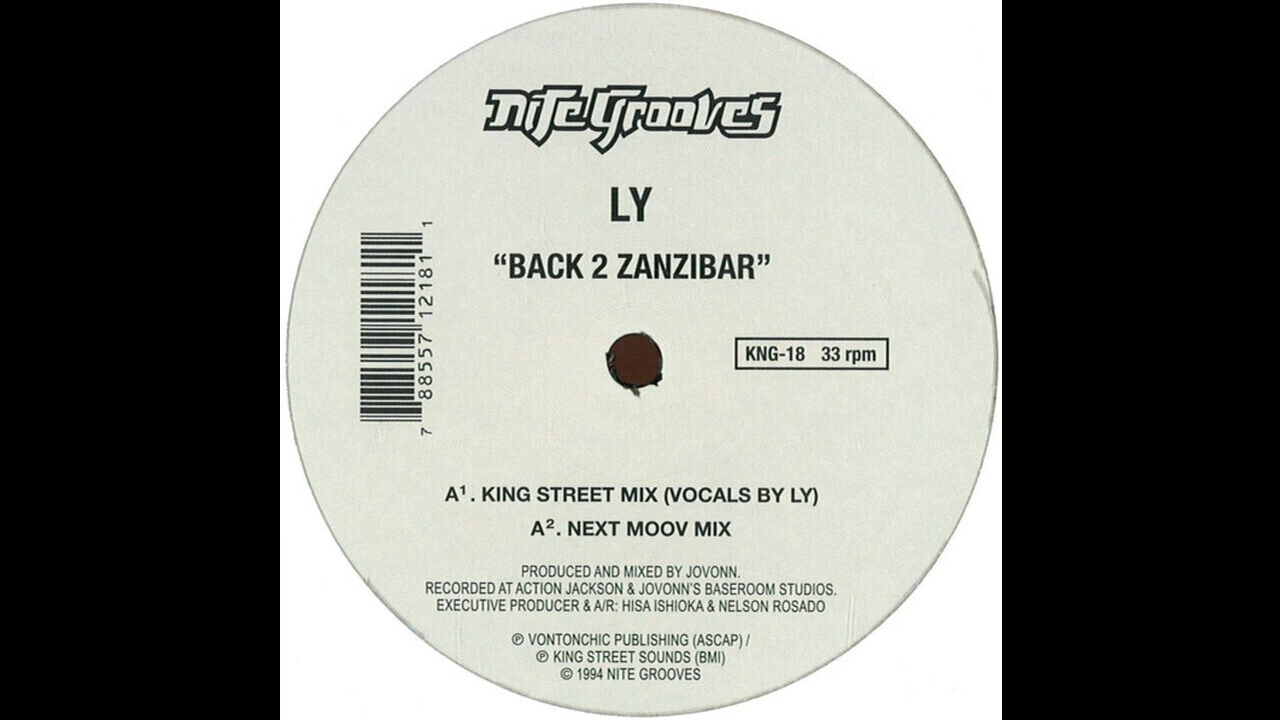 nite Grooves
LY
“BACK 2 ZANZIBAR”
7 88557 12181 1
KNG-18 33 rpm
A¹. KING STREET MIX (VOCALS BY LY)
A². NEXT MOOV MIX
PRODUCED AND MIXED BY JOVONN.
RECORDED AT ACTION JACKSON & JOVONN'S BASEROOM STUDIOS.
EXECUTIVE PRODUCER & A/R: HISA ISHIOKA & NELSON ROSADO
℗ VONTONCHIC PUBLISHING (ASCAP) /
℗ KING STREET SOUNDS (BMI)
© 1994 NITE GROOVES